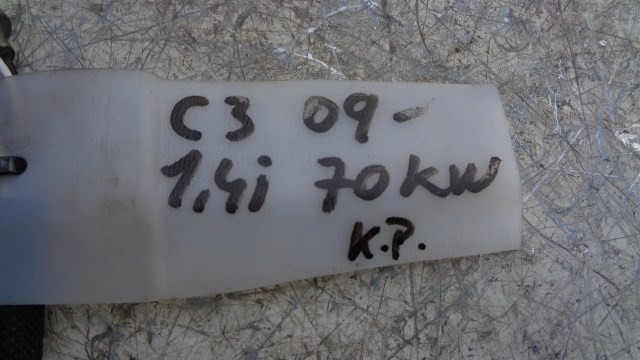 C3 09-
1,4i 70kW
K.P.